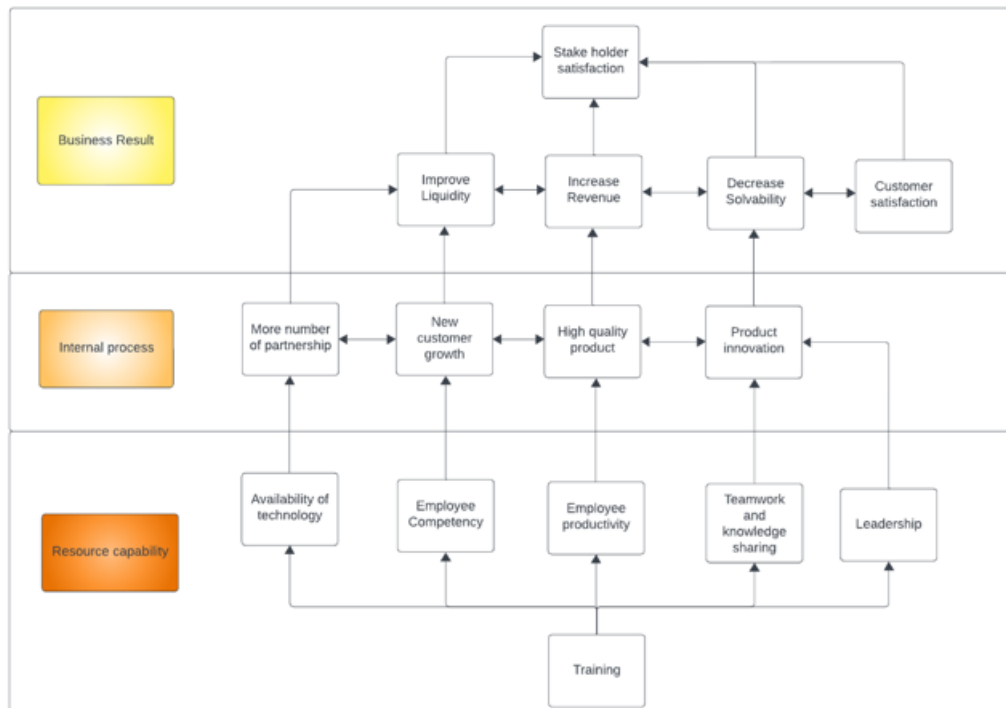 Stake holder
satisfaction
Business Result
Improve
Liquidity
Increase
Revenue
Decrease
Solvability
Customer
satisfaction
Internal process
More number
of partnership
New
customer
growth
High quality
product
Product
innovation
Resource capability
Availability of
technology
Employee
Competency
Employee
productivity
Teamwork
and
knowledge
sharing
Leadership
Training